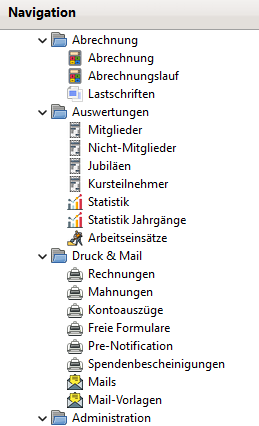 Navigation
Abrechnung
Abrechnung
Abrechnungslauf
Lastschriften
Auswertungen
Mitglieder
Nicht-Mitglieder
Jubiläen
Kursteilnehmer
Statistik
Statistik Jahrgänge
Arbeitseinsätze
Druck & Mail
Rechnungen
Mahnungen
Kontoauszüge
Freie Formulare
Pre-Notification
Spendenbescheinigungen
Mails
Mail-Vorlagen
Administration